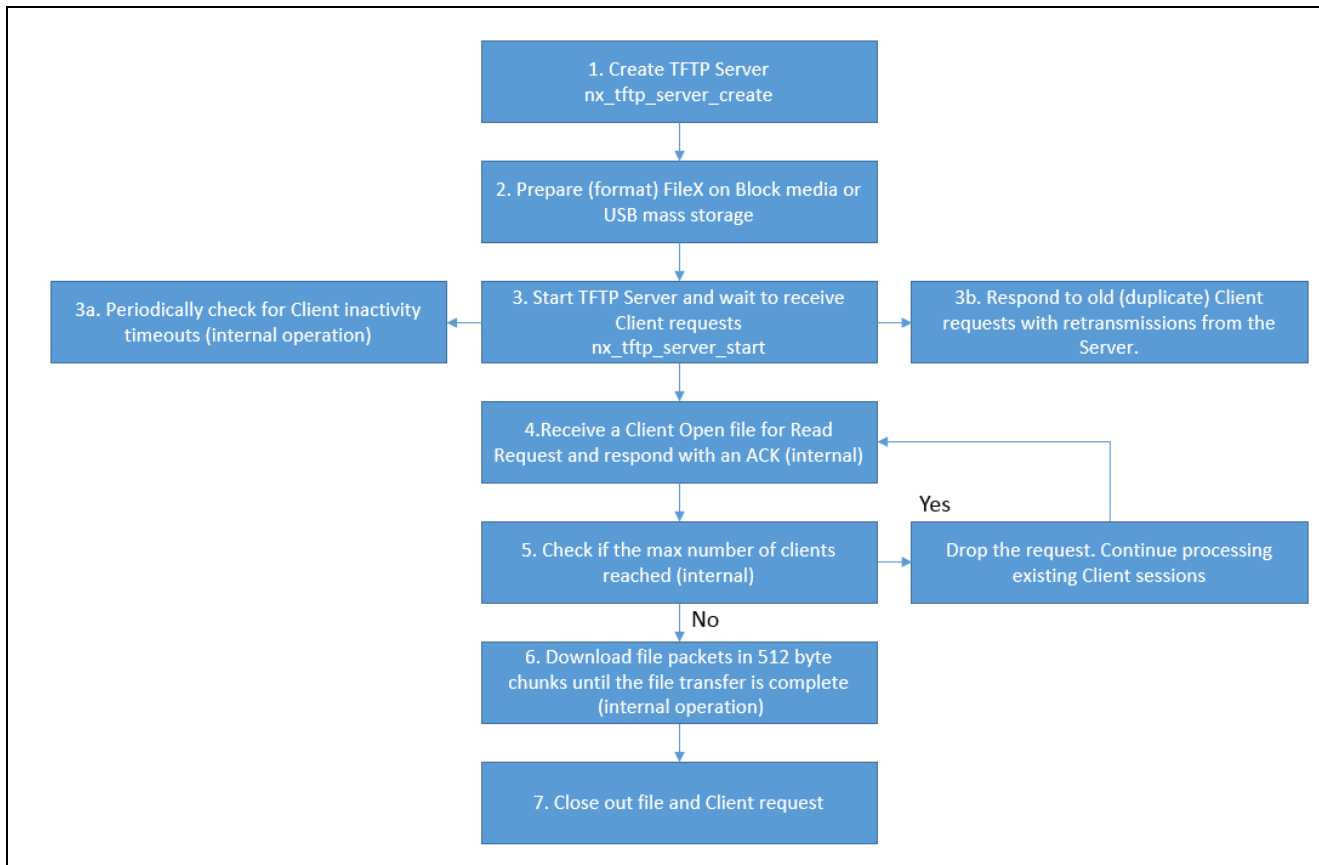 1. Create TFTP Server
nx_tftp_server_create
2. Prepare (format) FileX on Block media or
USB mass storage
3a. Periodically check for Client inactivity
timeouts (internal operation)
3. Start TFTP Server and wait to receive
Client requests
nx_tftp_server_start
3b. Respond to old (duplicate) Client
requests with retransmissions from the
Server.
4.Receive a Client Open file for Read
Request and respond with an ACK (internal)
Yes
5. Check if the max number of clients
reached (internal)
Drop the request. Continue processing
existing Client sessions
No
6. Download file packets in 512 byte
chunks until the file transfer is complete
(internal operation)
7. Close out file and Client request